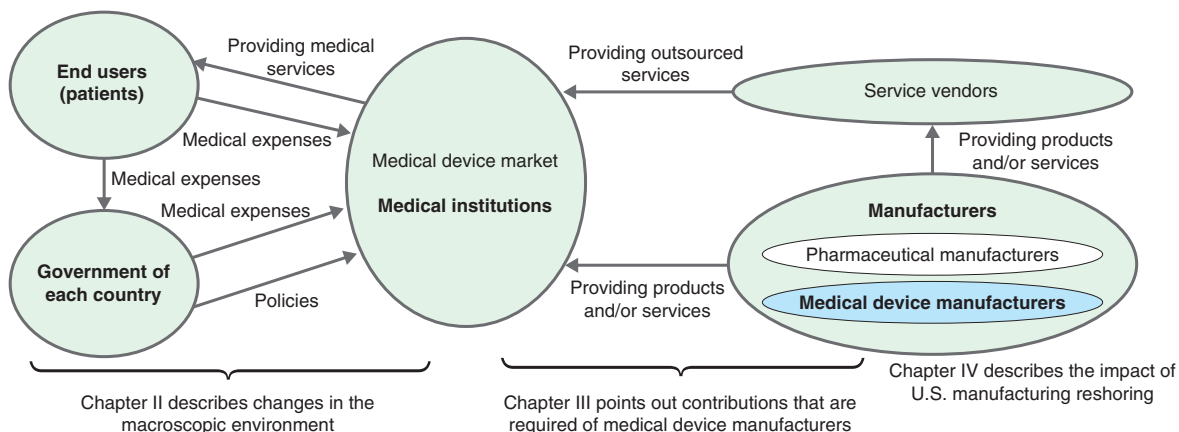 Providing medical
services
End users
(patients)
Medical expenses
Medical expenses
Medical expenses
Government of
each country
Policies
Medical device market
Medical institutions
Providing outsourced
services
Service vendors
Providing products
and/or services
Manufacturers
Pharmaceutical manufacturers
Medical device manufacturers
Providing products
and/or services
Chapter II describes changes in the
macroscopic environment
Chapter III points out contributions that are
required of medical device manufacturers
Chapter IV describes the impact of
U.S. manufacturing reshoring